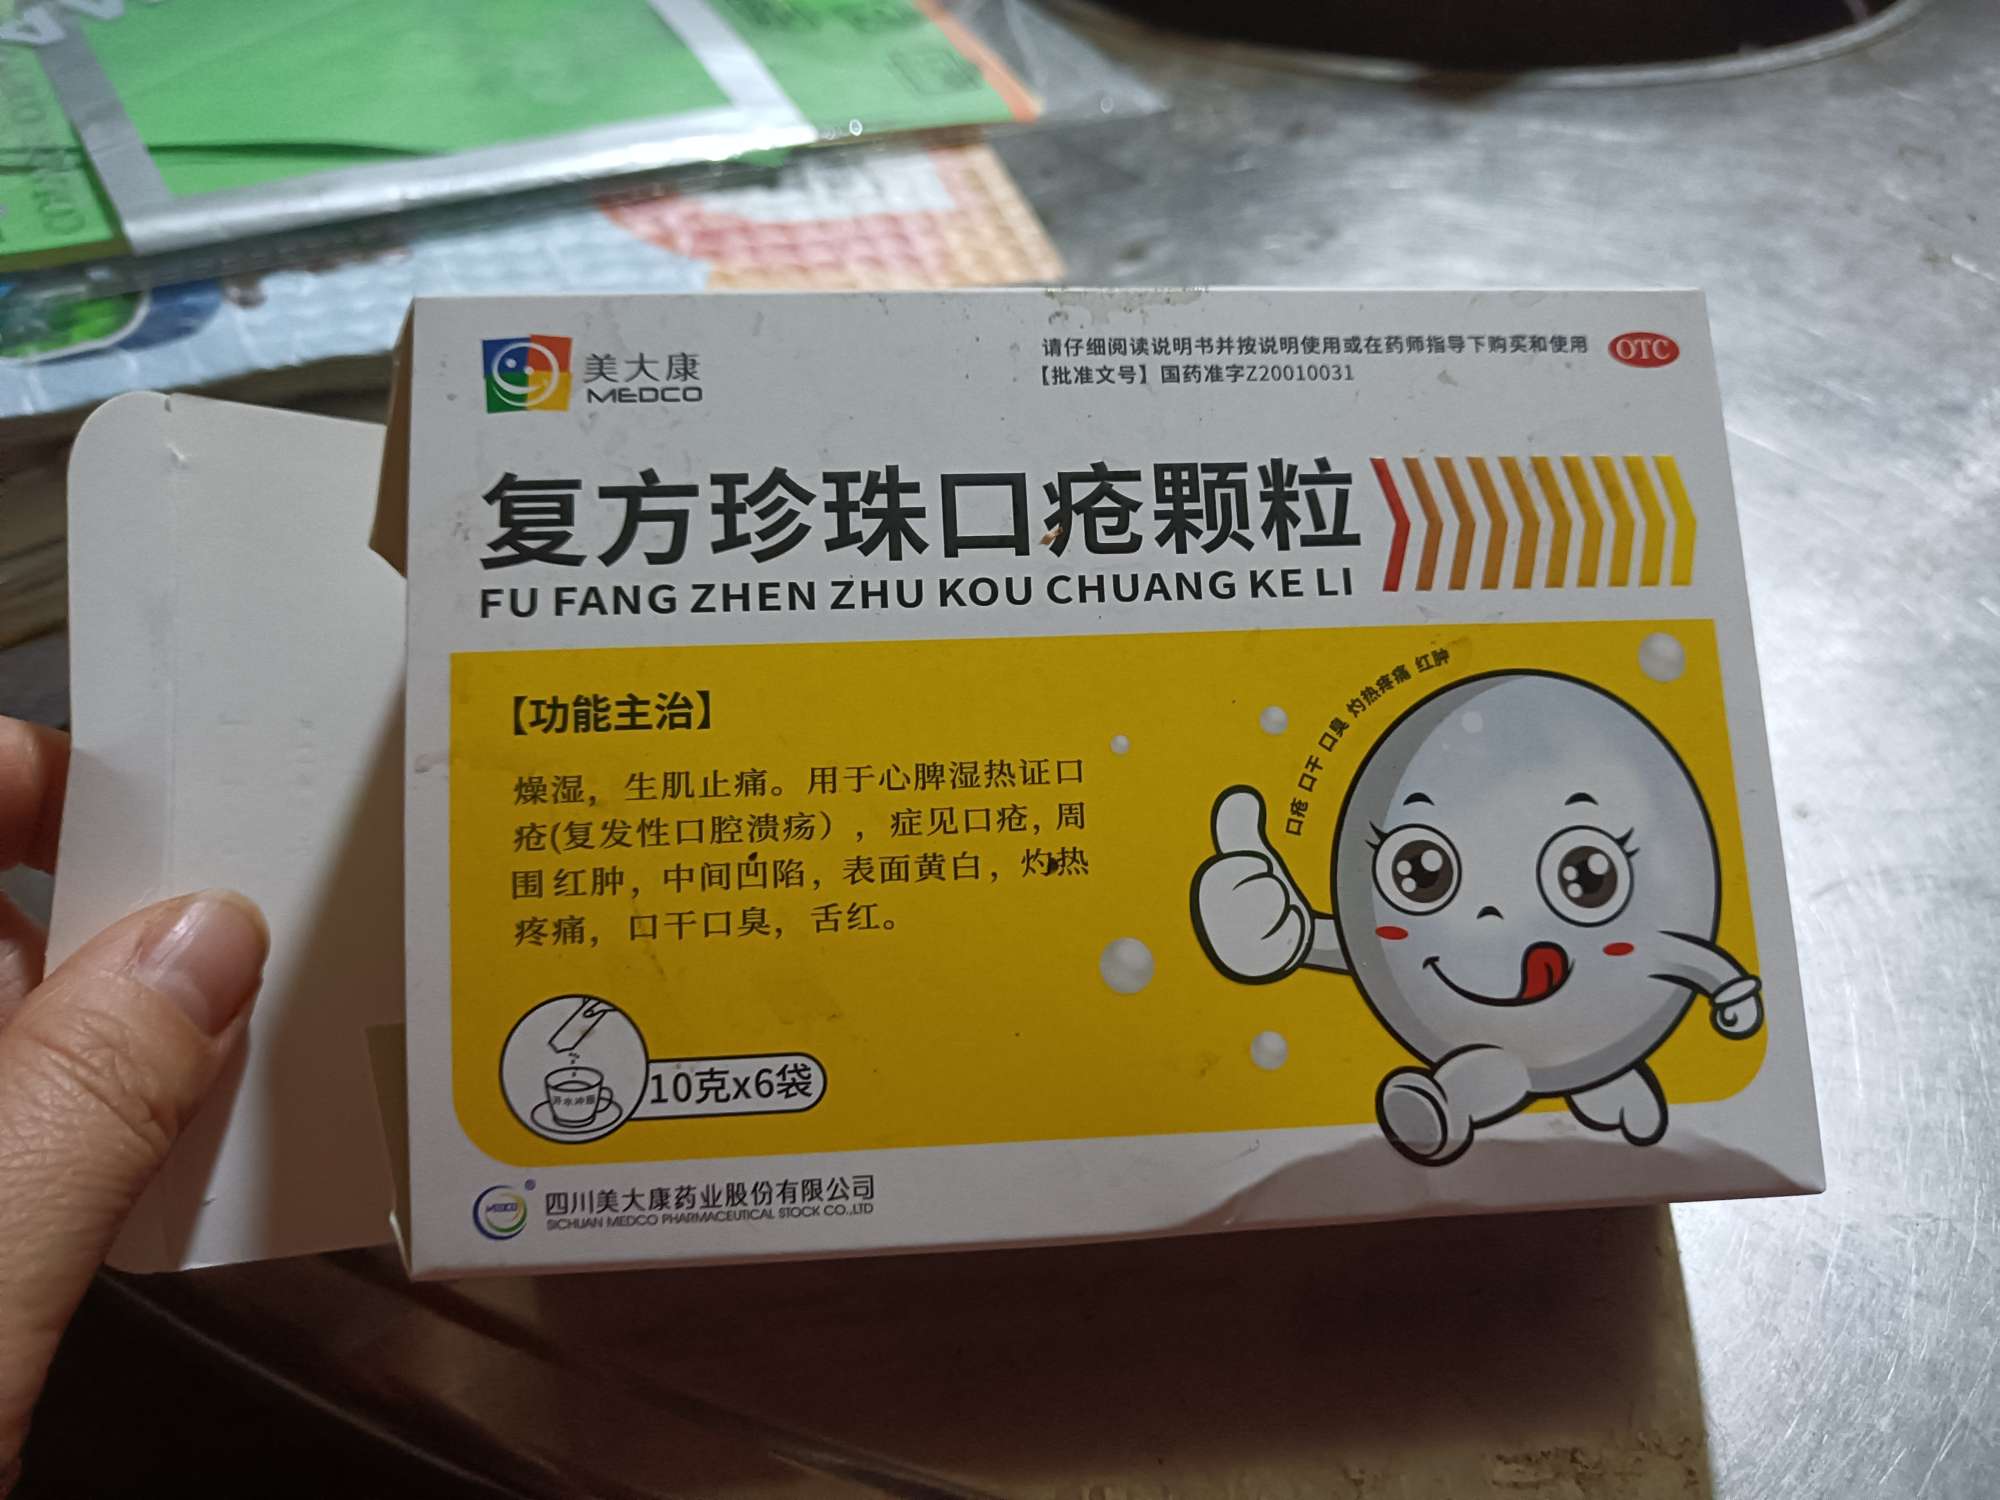 美大康
MEDCO
请仔细阅读说明书并按说明使用或在药师指导下购买和使用
OTC
【批准文号】国药准字Z20010031
复方珍珠口疮颗粒
FU FANG ZHEN ZHU KOU CHUANG KE LI
【功能主治】
燥湿，生肌止痛。用于心脾湿热证口
疮(复发性口腔溃疡），症见口疮，周
围红肿，中间凹陷，表面黄白，灼热
疼痛，口干口臭，舌红。
口疮 口干 口臭 灼热疼痛 红肿
开水冲服
10克x6袋
MEDCO
®
四川美大康药业股份有限公司
SICHUAN MEDCO PHARMACEUTICAL STOCK CO.,LTD